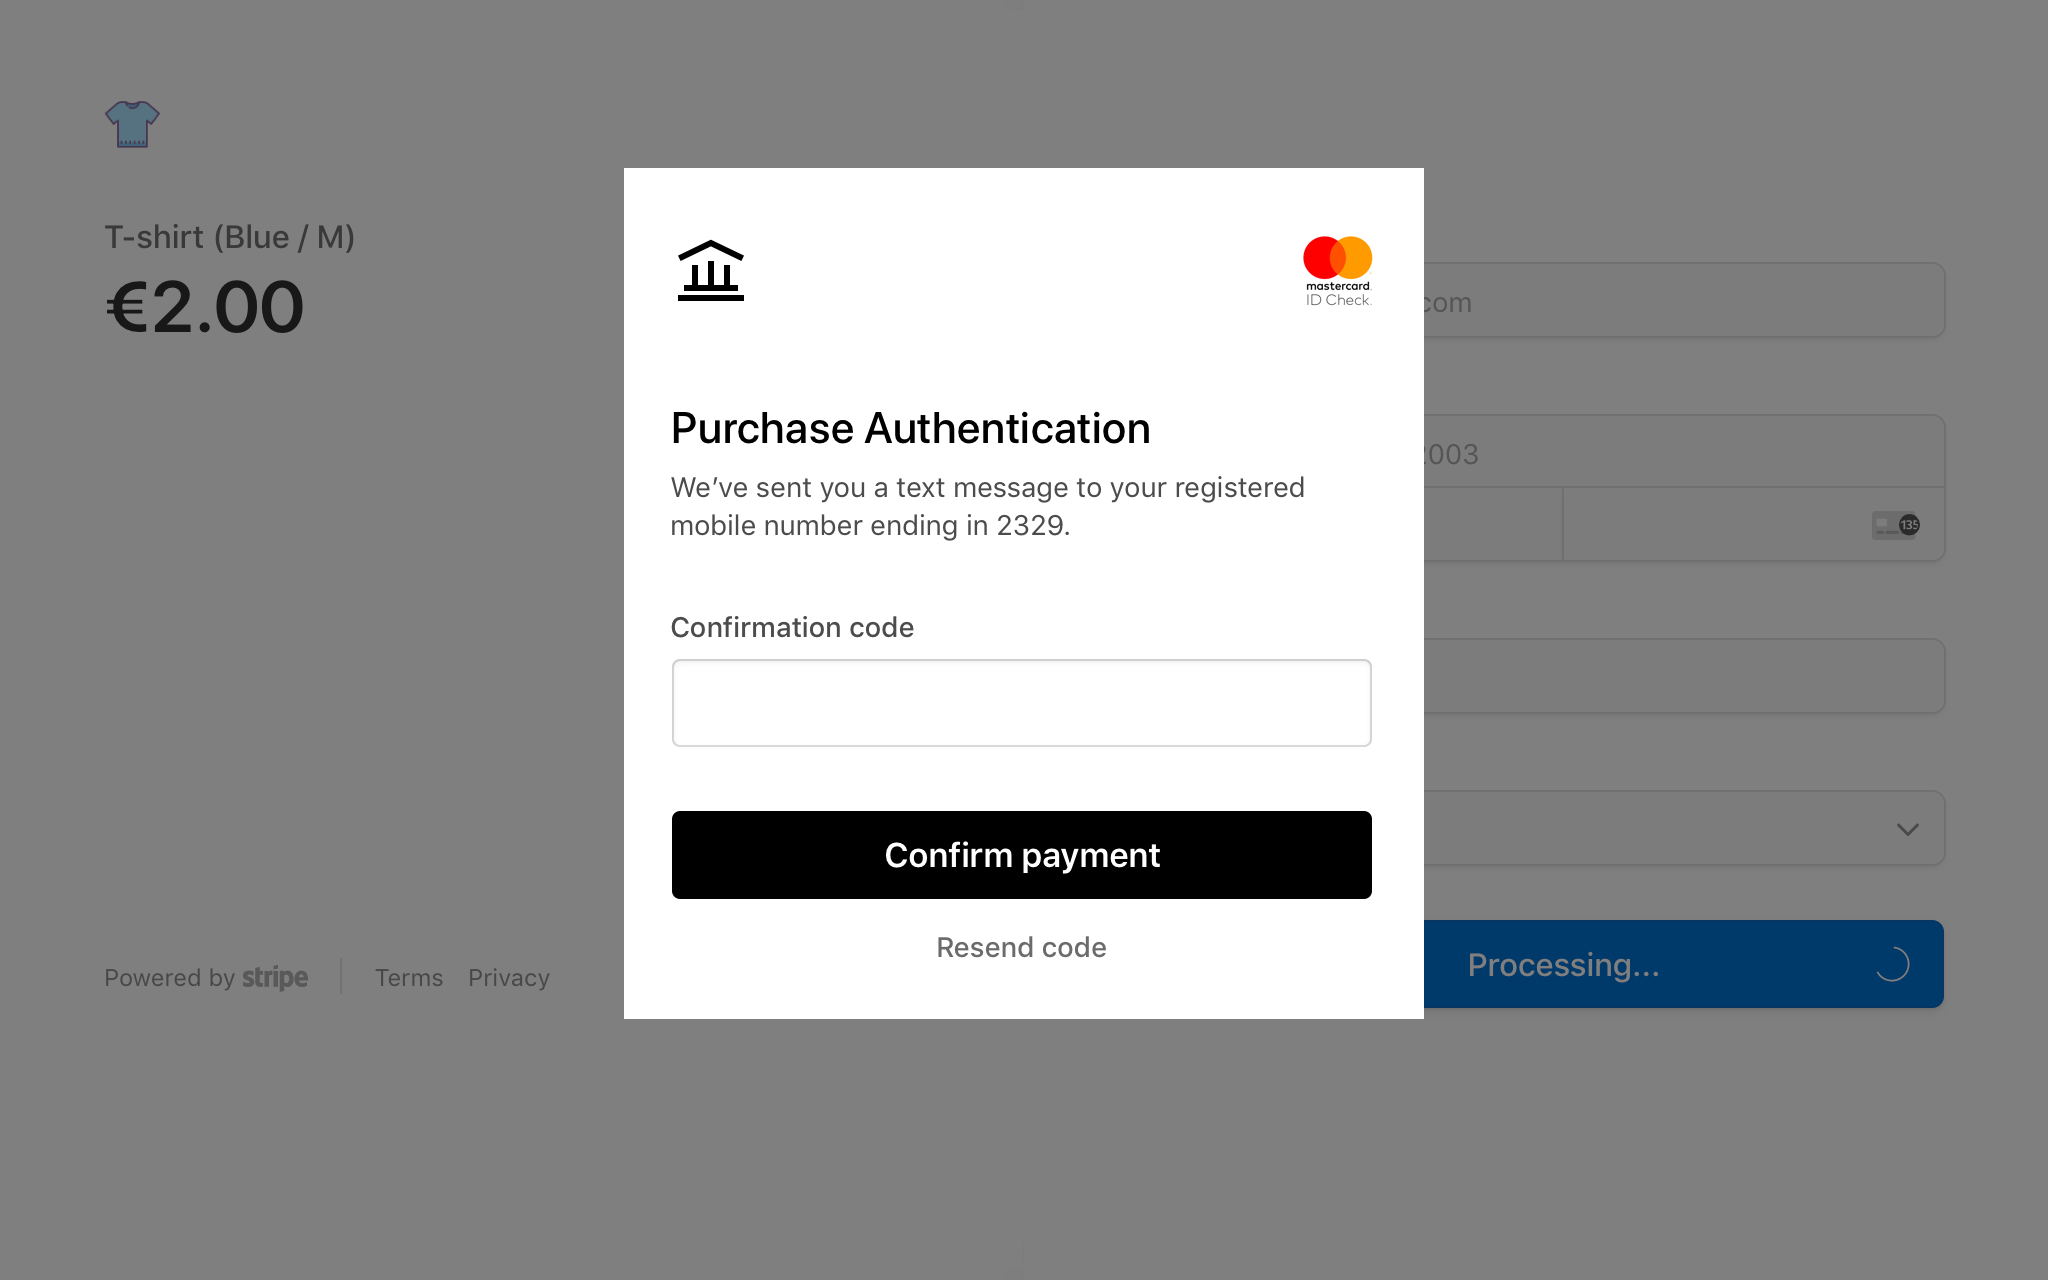 T-shirt (Blue / M)
€2.00
Powered by stripe
Terms
Privacy
mastercard
ID Check
Purchase Authentication
We’ve sent you a text message to your registered
mobile number ending in 2329.
Confirmation code
Confirm payment
Resend code
com
2003
135
Processing...